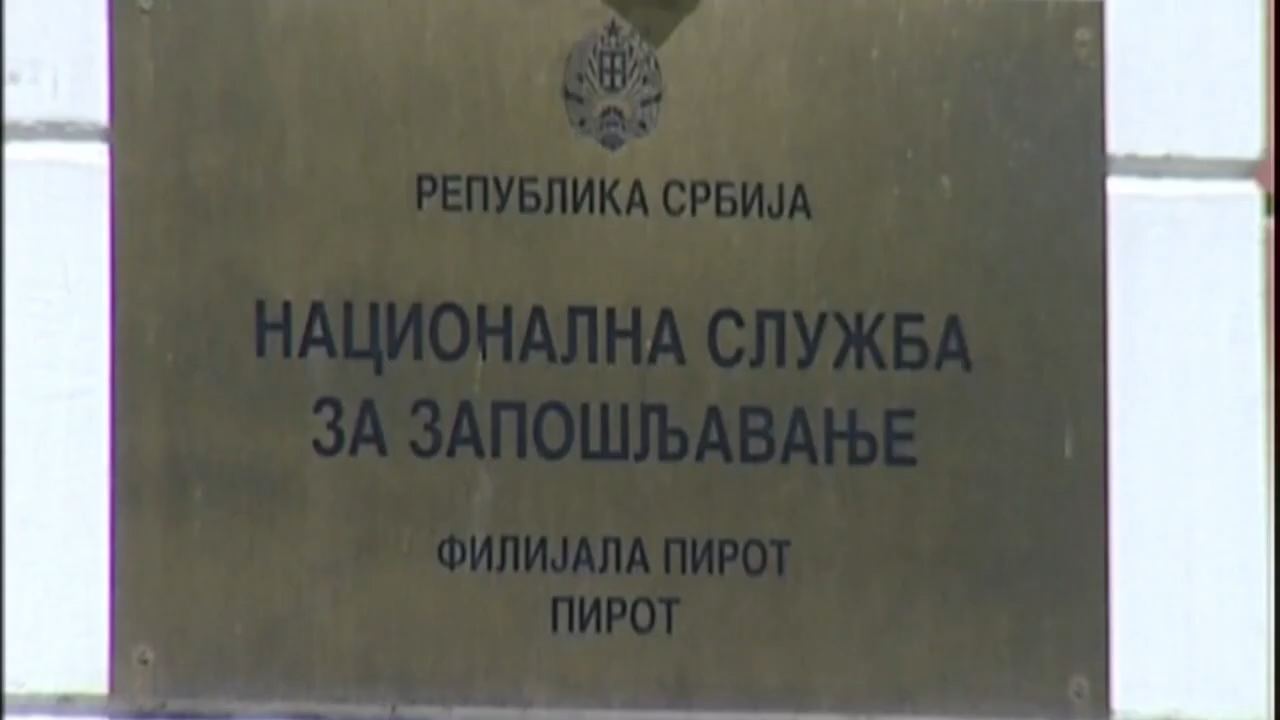 РЕПУБЛИКА СРБИЈА
НАЦИОНАЛНА СЛУЖБА
ЗА ЗАПОШЉАВАЊЕ
ФИЛИЈАЛА ПИРОТ
ПИРОТ